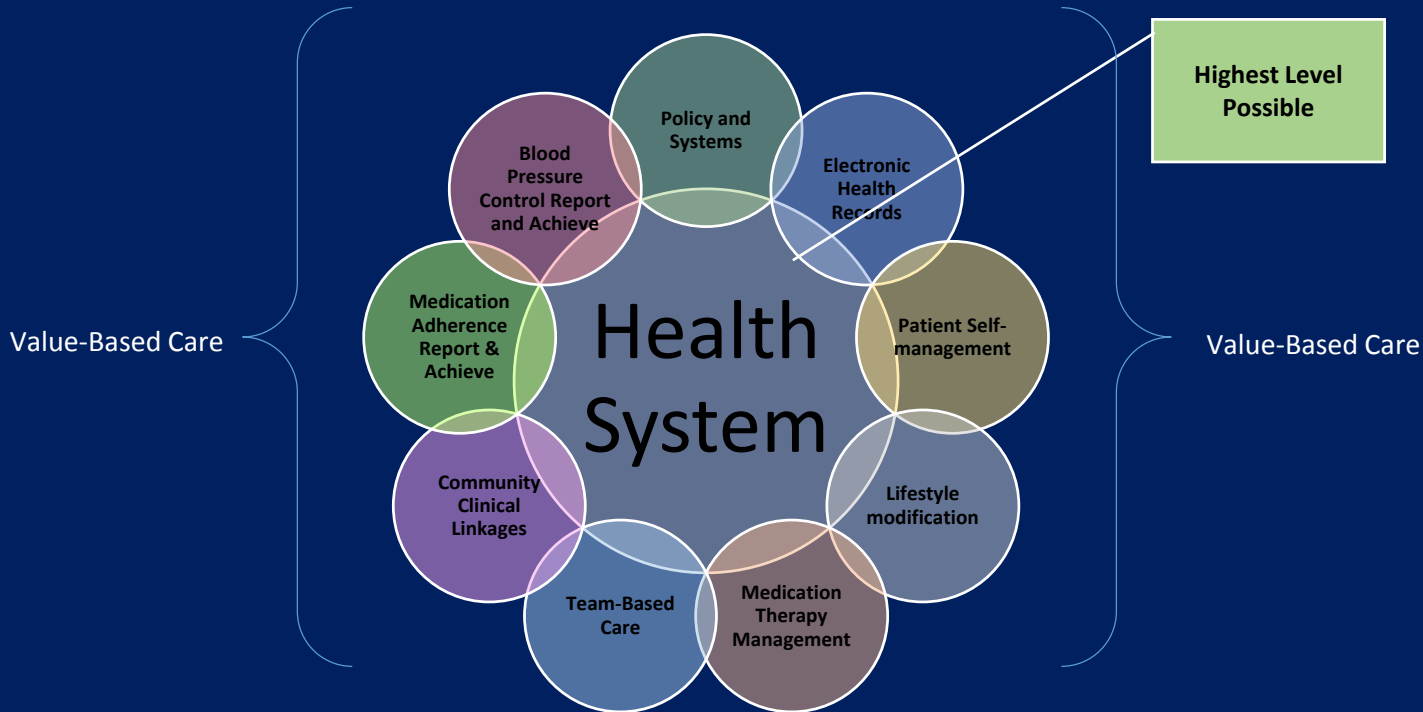 Highest Level
Possible
Policy and
Systems
Electronic
Health
Records
Patient Self-
management
Lifestyle
modification
Medication
Therapy
Management
Team-Based
Care
Community
Clinical
Linkages
Medication
Adherence
Report &
Achieve
Blood
Pressure
Control Report
and Achieve
Health
System
Value-Based Care
Value-Based Care